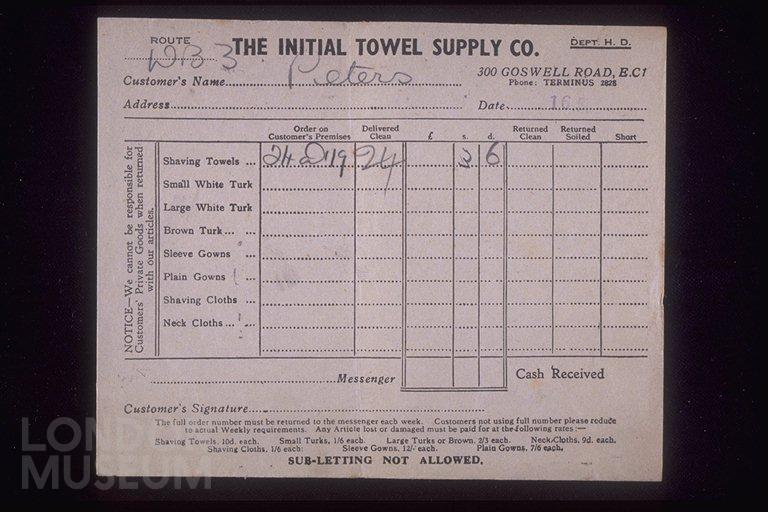 ROUTE
DB3
THE INITIAL TOWEL SUPPLY CO.
DEPT. H. D.
Customer's Name Pieters
300 GOSWELL ROAD, E.C1
Phone: TERMINUS 2828
Address
Date 16
Order on Customer's Premises
Delivered Clean
£ s. d.
Returned Clean
Returned Soiled
Short
Shaving Towels ... 24 24 3 6
Small White Turk
Large White Turk
Brown Turk ... ...
Sleeve Gowns ...
Plain Gowns ...
Shaving Cloths ...
Neck Cloths ... ...
NOTICE—We cannot be responsible for
Customers' Private Goods when returned
with our articles.
Messenger
Cash Received
Customer's Signature
The full order number must be returned to the messenger each week. Customers not using full number please reduce
to actual Weekly requirements. Any Article lost or damaged must be paid for at the following rates:—
Shaving Towels, 10d. each. Small Turks, 1/6 each. Large Turks or Brown, 2/3 each. Neck Cloths, 9d. each.
Shaving Cloths, 1/6 each. Sleeve Gowns, 12/- each. Plain Gowns, 7/6 each.
SUB-LETTING NOT ALLOWED.
LONDON
MUSEUM